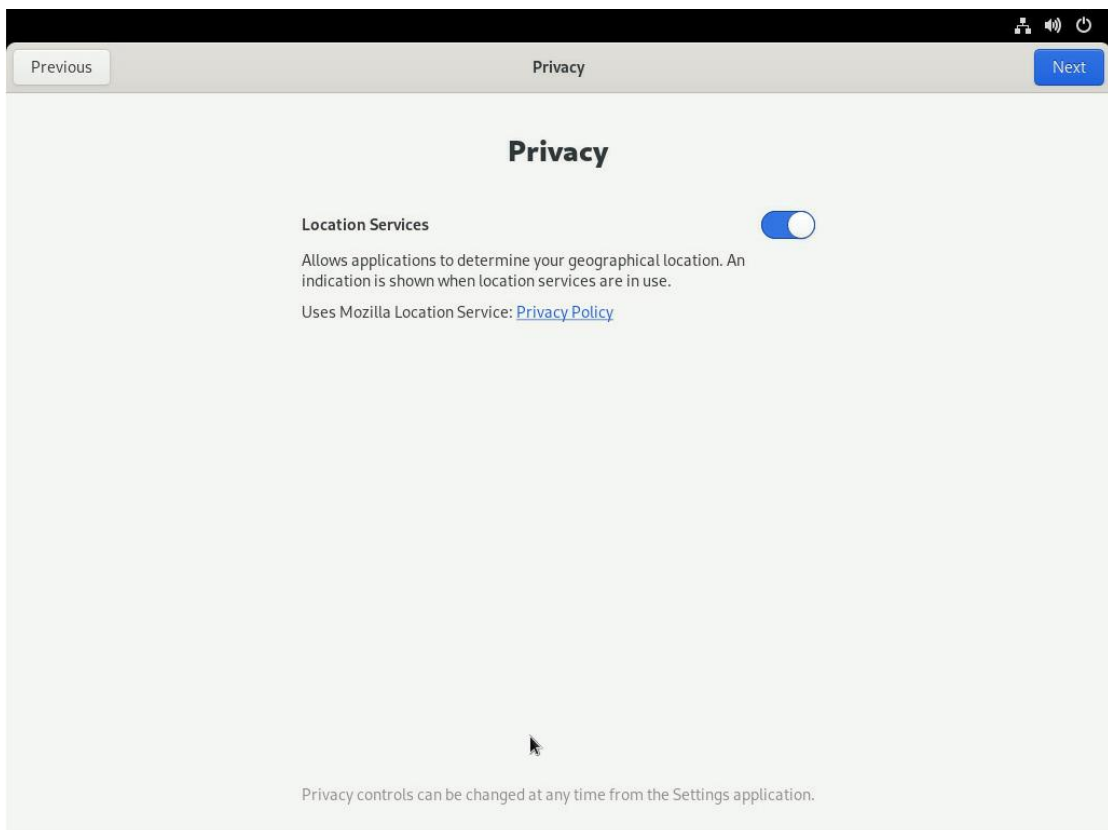 Previous
Privacy
Next
Privacy
Location Services
Allows applications to determine your geographical location. An
indication is shown when location services are in use.
Uses Mozilla Location Service: Privacy Policy
Privacy controls can be changed at any time from the Settings application.